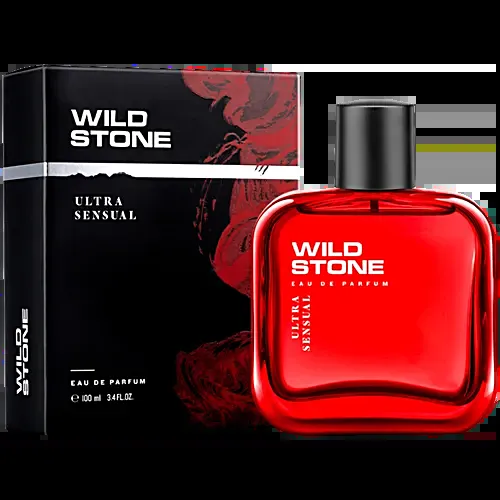 WILD
STONE
ULTRA
SENSUAL
EAU DE PARFUM
℮ 100 ml 3.4 FL.OZ.
WILD
STONE
WILD
STONE
EAU DE PARFUM
ULTRA
SENSUAL